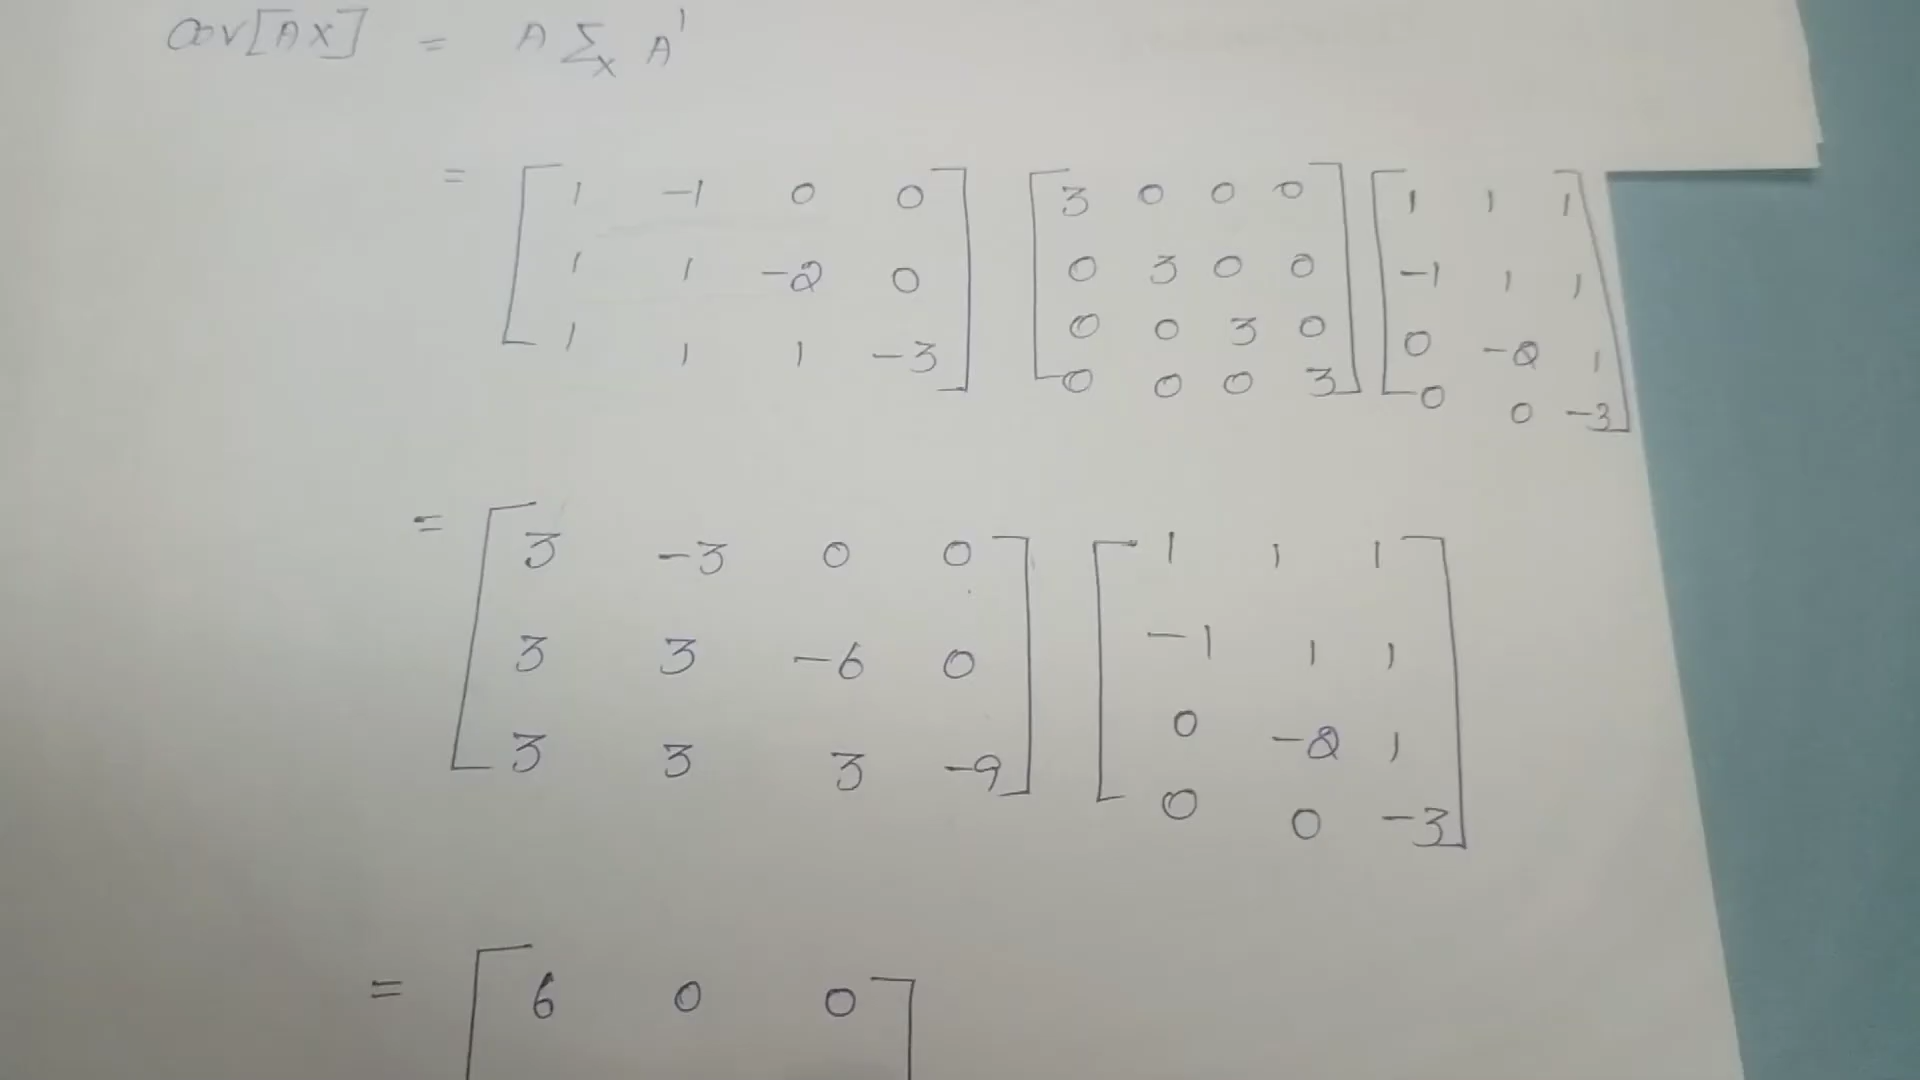 Cov[AX] = A Σx A'
= [1 -1 0 0] [3 0 0 0] [1 1 1]
[1 1 -2 0] [0 3 0 0] [-1 1 1]
[1 1 1 -3] [0 0 3 0] [0 -2 1]
[0 0 0 3] [0 0 -3]
= [3 -3 0 0] [1 1 1]
[3 3 -6 0] [-1 1 1]
[3 3 3 -9] [0 -2 1]
[0 0 -3]
= [6 0 0]